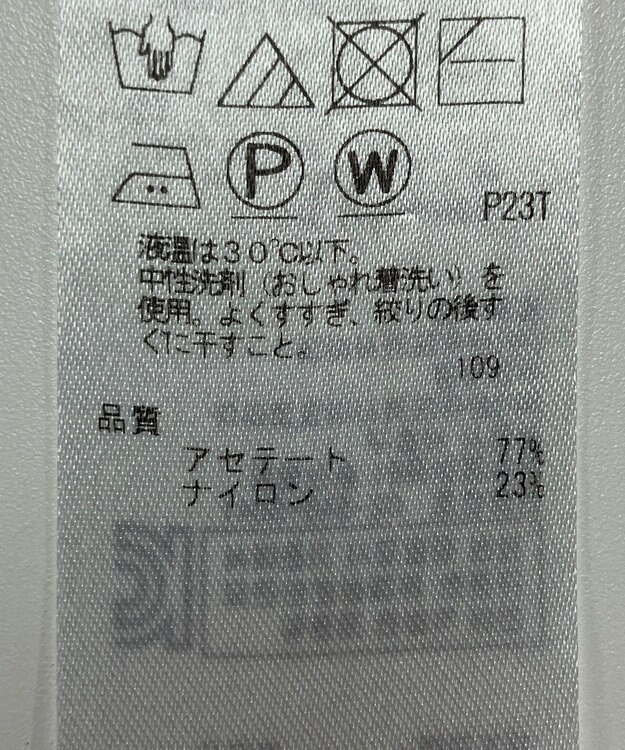 P W
P23T
液温は30℃以下。
中性洗剤（おしゃれ着洗い）を
使用。よくすすぎ、絞りの後す
ぐに干すこと。
109
品質
アセテート 77%
ナイロン 23%